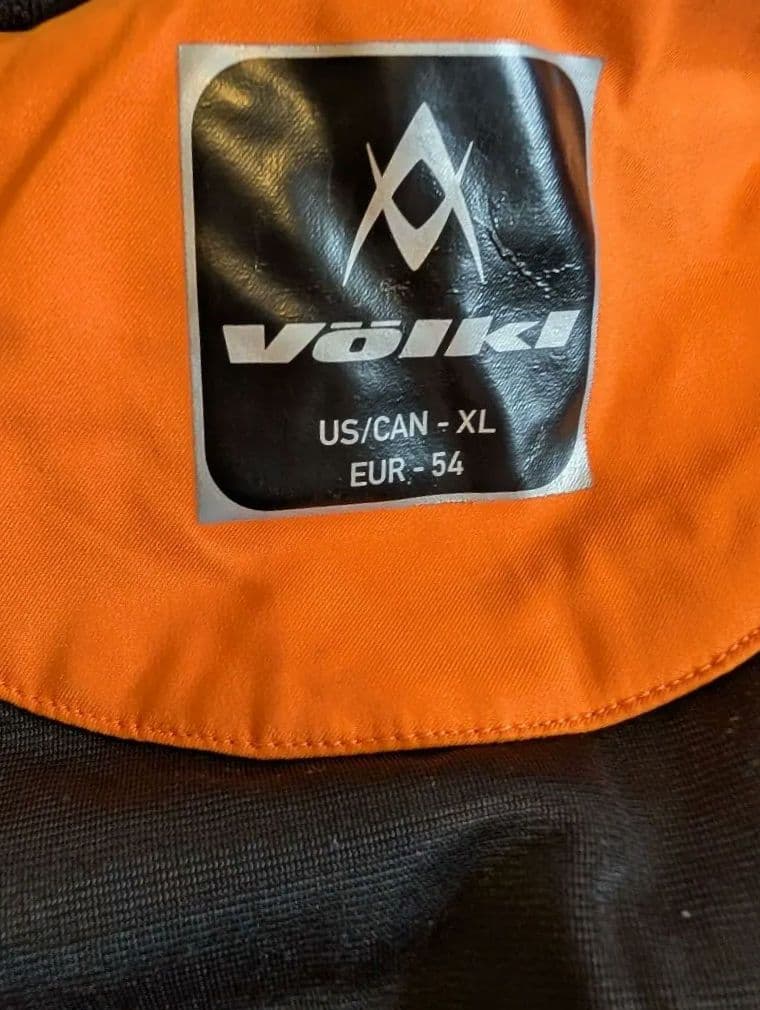 Völkl
US/CAN - XL
EUR - 54